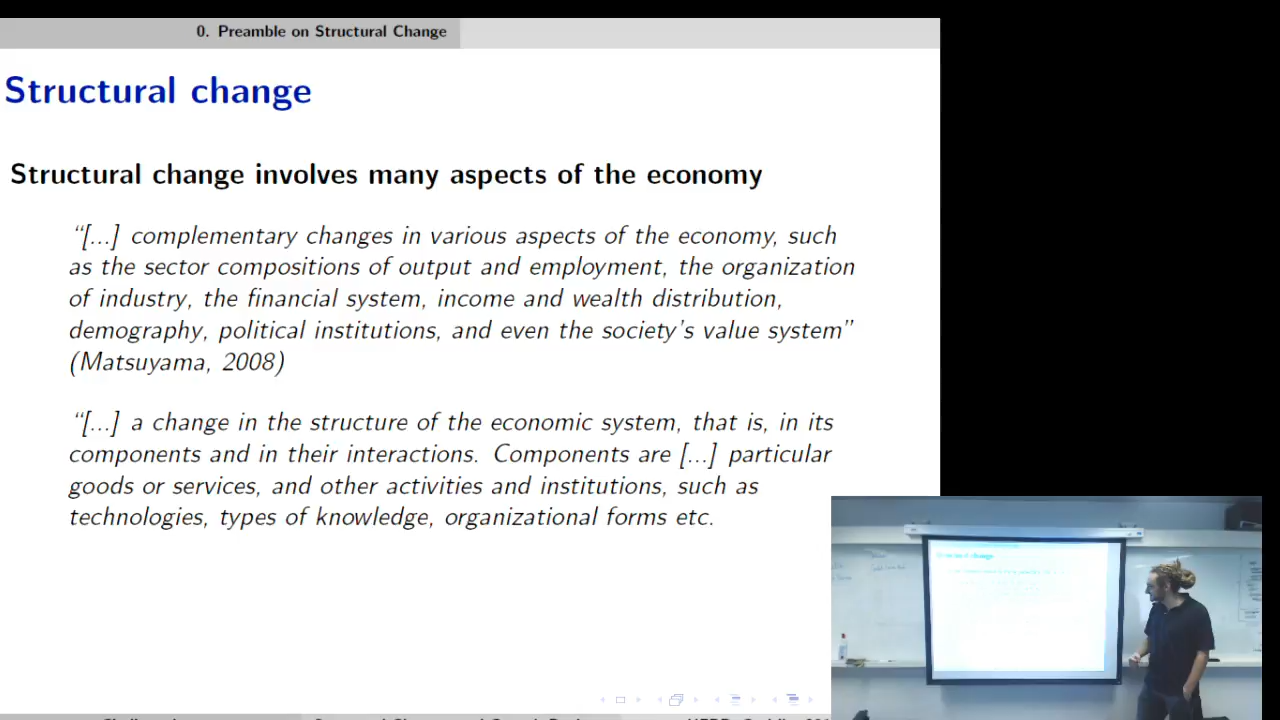 0. Preamble on Structural Change
Structural change
Structural change involves many aspects of the economy
“[...] complementary changes in various aspects of the economy, such
as the sector compositions of output and employment, the organization
of industry, the financial system, income and wealth distribution,
demography, political institutions, and even the society's value system”
(Matsuyama, 2008)
“[...] a change in the structure of the economic system, that is, in its
components and in their interactions. Components are [...] particular
goods or services, and other activities and institutions, such as
technologies, types of knowledge, organizational forms etc.
Structural change